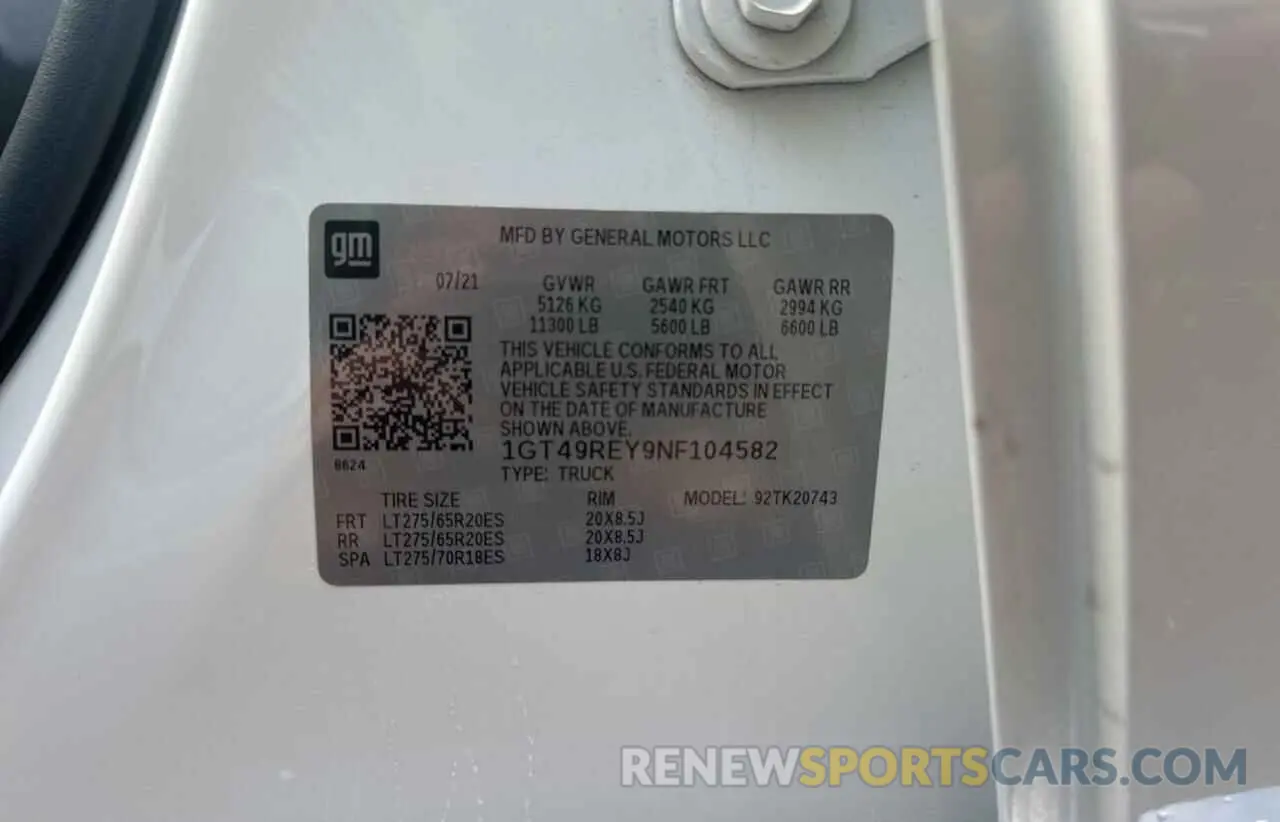 gm
MFD BY GENERAL MOTORS LLC
07/21
GVWR GAWR FRT GAWR RR
5126 KG 2540 KG 2994 KG
11300 LB 5600 LB 6600 LB
THIS VEHICLE CONFORMS TO ALL
APPLICABLE U.S. FEDERAL MOTOR
VEHICLE SAFETY STANDARDS IN EFFECT
ON THE DATE OF MANUFACTURE
SHOWN ABOVE.
1GT49REY9NF104582
8624
TYPE: TRUCK
TIRE SIZE RIM MODEL: 92TK20743
FRT LT275/65R20ES 20X8.5J
RR LT275/65R20ES 20X8.5J
SPA LT275/70R18ES 18X8J
RENEWSPORTSCARS.COM